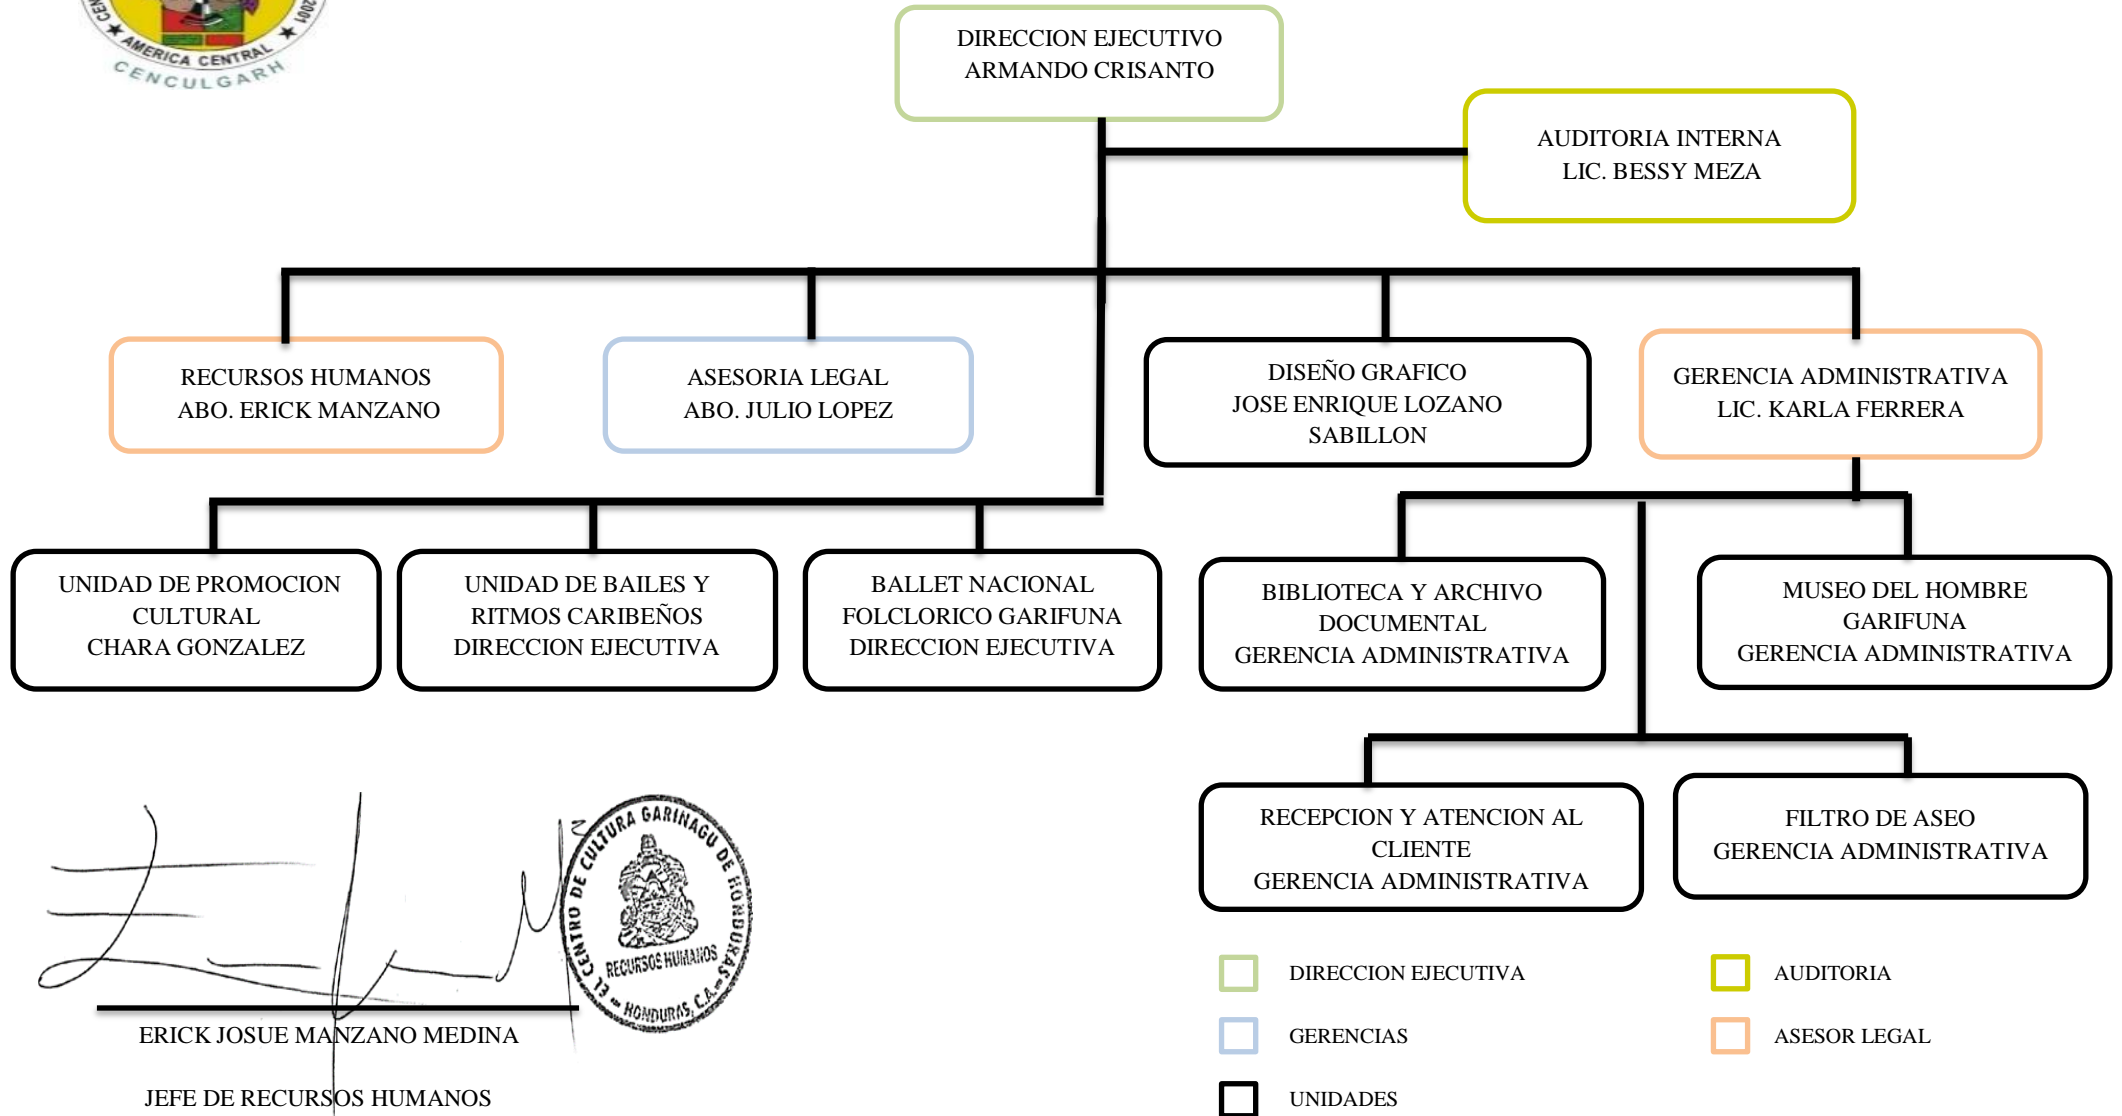 AMERICA CENTRAL
2001
CENCULGARH
DIRECCION EJECUTIVO
ARMANDO CRISANTO
AUDITORIA INTERNA
LIC. BESSY MEZA
RECURSOS HUMANOS
ABO. ERICK MANZANO
ASESORIA LEGAL
ABO. JULIO LOPEZ
DISEÑO GRAFICO
JOSE ENRIQUE LOZANO
SABILLON
GERENCIA ADMINISTRATIVA
LIC. KARLA FERRERA
UNIDAD DE PROMOCION
CULTURAL
CHARA GONZALEZ
UNIDAD DE BAILES Y
RITMOS CARIBEÑOS
DIRECCION EJECUTIVA
BALLET NACIONAL
FOLCLORICO GARIFUNA
DIRECCION EJECUTIVA
BIBLIOTECA Y ARCHIVO
DOCUMENTAL
GERENCIA ADMINISTRATIVA
MUSEO DEL HOMBRE
GARIFUNA
GERENCIA ADMINISTRATIVA
RECEPCION Y ATENCION AL
CLIENTE
GERENCIA ADMINISTRATIVA
FILTRO DE ASEO
GERENCIA ADMINISTRATIVA
EL CENTRO DE CULTURA GARINAGU DE HONDURAS
RECURSOS HUMANOS
HONDURAS, C.A.
ERICK JOSUE MANZANO MEDINA
JEFE DE RECURSOS HUMANOS
DIRECCION EJECUTIVA
AUDITORIA
GERENCIAS
ASESOR LEGAL
UNIDADES